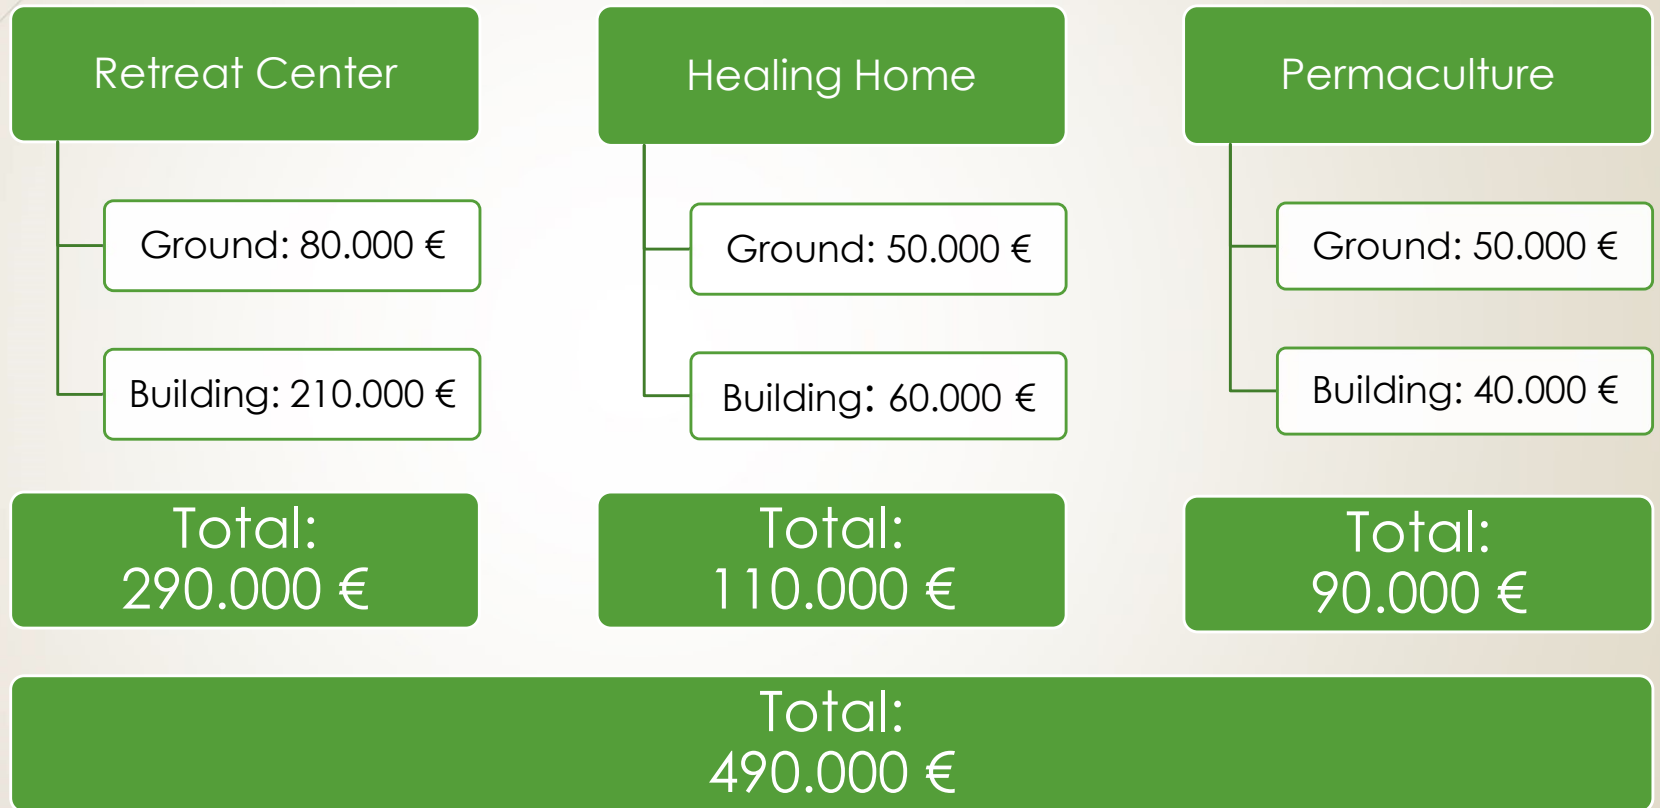 Retreat Center
Ground: 80.000 €
Building: 210.000 €
Total:
290.000 €
Healing Home
Ground: 50.000 €
Building: 60.000 €
Total:
110.000 €
Permaculture
Ground: 50.000 €
Building: 40.000 €
Total:
90.000 €
Total:
490.000 €